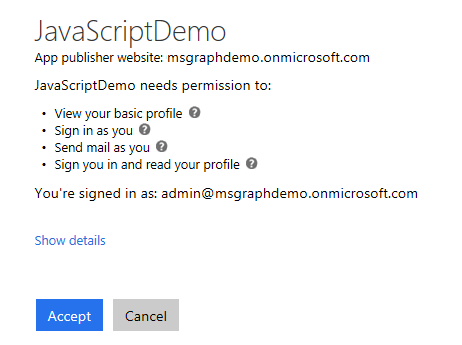 JavaScriptDemo
App publisher website: msgraphdemo.onmicrosoft.com
JavaScriptDemo needs permission to:
• View your basic profile ?
• Sign in as you ?
• Send mail as you ?
• Sign you in and read your profile ?
You're signed in as: admin@msgraphdemo.onmicrosoft.com
Show details
Accept Cancel